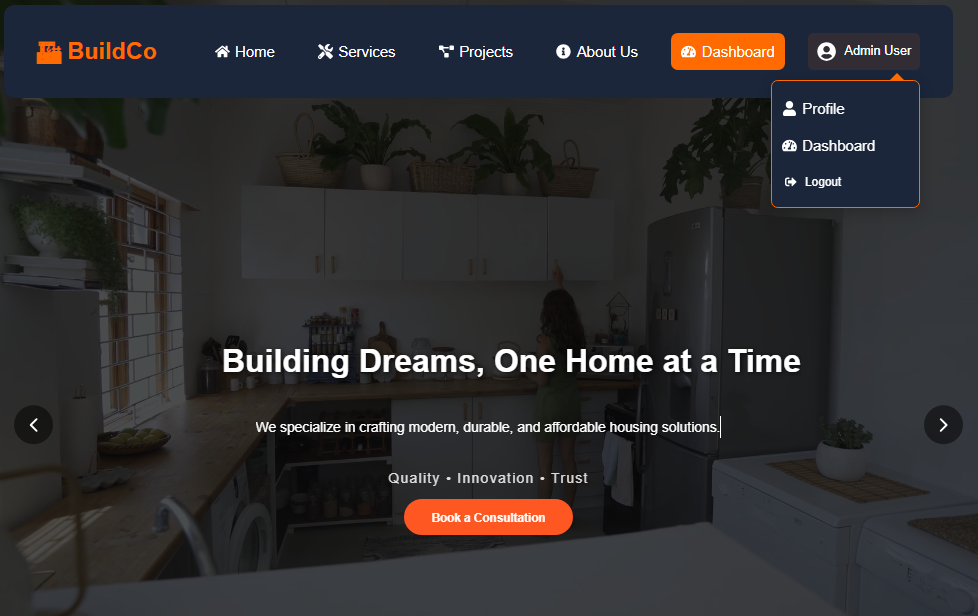 BuildCo
Home
Services
Projects
About Us
Dashboard
Admin User
Profile
Dashboard
Logout
Building Dreams, One Home at a Time
We specialize in crafting modern, durable, and affordable housing solutions.
Quality • Innovation • Trust
Book a Consultation